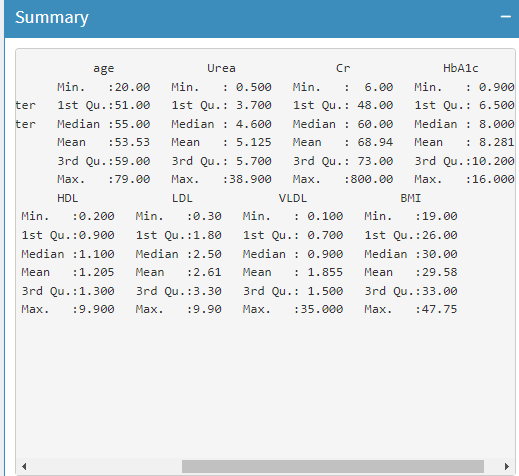 Summary
age Urea Cr HbA1c
Min. :20.00 Min. : 0.500 Min. : 6.00 Min. : 0.900
ter 1st Qu.:51.00 1st Qu.: 3.700 1st Qu.: 48.00 1st Qu.: 6.500
ter Median :55.00 Median : 4.600 Median : 60.00 Median : 8.000
Mean :53.53 Mean : 5.125 Mean : 68.94 Mean : 8.281
3rd Qu.:59.00 3rd Qu.: 5.700 3rd Qu.: 73.00 3rd Qu.:10.200
Max. :79.00 Max. :38.900 Max. :800.00 Max. :16.000
HDL LDL VLDL BMI
Min. :0.200 Min. :0.30 Min. : 0.100 Min. :19.00
1st Qu.:0.900 1st Qu.:1.80 1st Qu.: 0.700 1st Qu.:26.00
Median :1.100 Median :2.50 Median : 0.900 Median :30.00
Mean :1.205 Mean :2.61 Mean : 1.855 Mean :29.58
3rd Qu.:1.300 3rd Qu.:3.30 3rd Qu.: 1.500 3rd Qu.:33.00
Max. :9.900 Max. :9.90 Max. :35.000 Max. :47.75